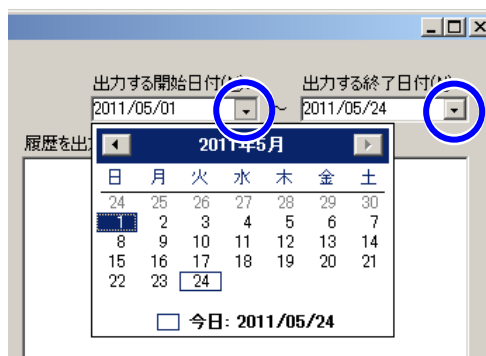 出力する開始日付 出力する終了日付
2011/05/01 ～ 2011/05/24
履歴を出
2011年5月
日 月 火 水 木 金 土
24 25 26 27 28 29 30
1 2 3 4 5 6 7
8 9 10 11 12 13 14
15 16 17 18 19 20 21
22 23 24
今日: 2011/05/24